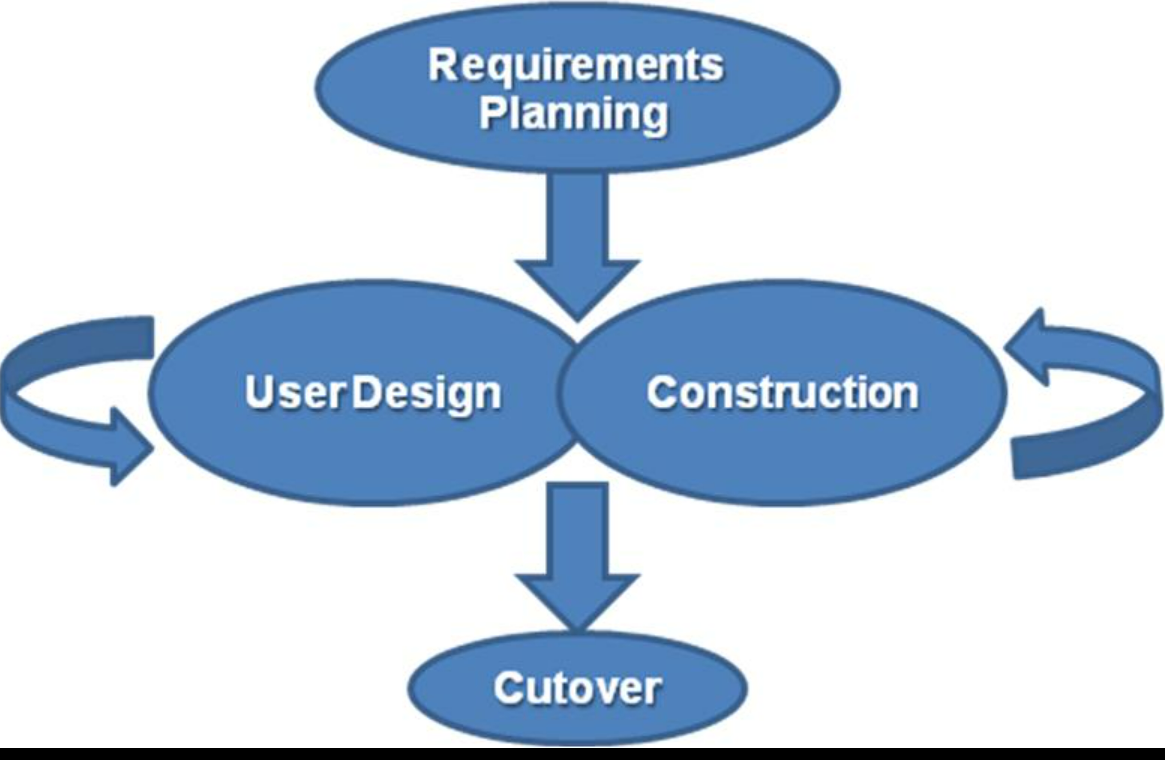 Requirements
Planning
User Design
Construction
Cutover